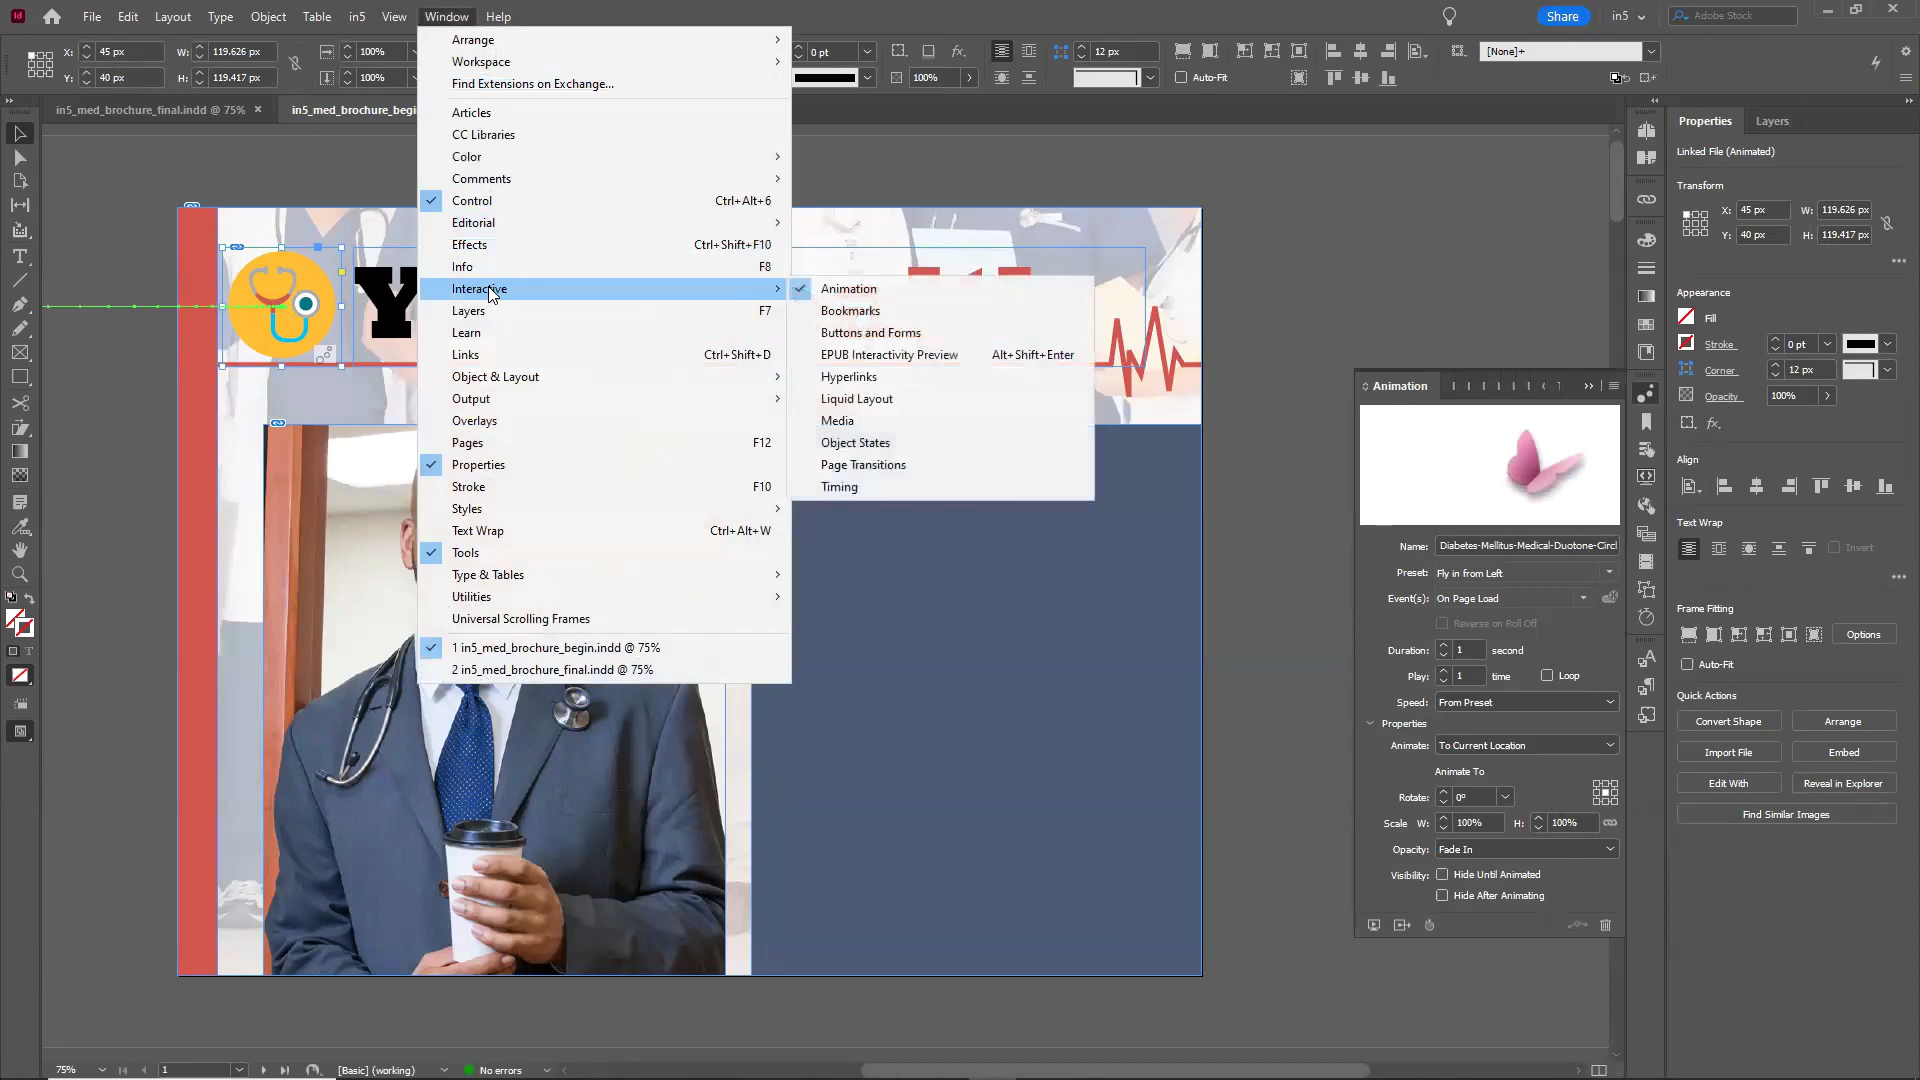 File Edit Layout Type Object Table in5 View Window Help
Share in5 Adobe Stock
X: 45 px W: 119.626 px 100% 0 pt 12 px [None]+
Y: 40 px H: 119.417 px 100% 100% Auto-Fit
in5_med_brochure_final.indd @ 75% × in5_med_brochure_begin
Arrange
Workspace
Find Extensions on Exchange...
Articles
CC Libraries
Color
Comments
Control Ctrl+Alt+6
Editorial
Effects Ctrl+Shift+F10
Info F8
Interactive
Layers F7
Learn
Links Ctrl+Shift+D
Object & Layout
Output
Overlays
Pages F12
Properties
Stroke F10
Styles
Text Wrap Ctrl+Alt+W
Tools
Type & Tables
Utilities
Universal Scrolling Frames
1 in5_med_brochure_begin.indd @ 75%
2 in5_med_brochure_final.indd @ 75%
Animation
Bookmarks
Buttons and Forms
EPUB Interactivity Preview Alt+Shift+Enter
Hyperlinks
Liquid Layout
Media
Object States
Page Transitions
Timing
Y
Animation
Name: Diabetes-Mellitus-Medical-Duotone-Circl
Preset: Fly in from Left
Event(s): On Page Load
Reverse on Roll Off
Duration: 1 second
Play: 1 time Loop
Speed: From Preset
Properties
Animate: To Current Location
Animate To
Rotate: 0°
Scale W: 100% H: 100%
Opacity: Fade In
Visibility: Hide Until Animated
Hide After Animating
Properties Layers
Linked File (Animated)
Transform
X: 45 px W: 119.626 px
Y: 40 px H: 119.417 px
Appearance
Fill
Stroke 0 pt
Corner 12 px
Opacity 100%
fx.
Align
Text Wrap
Invert
Frame Fitting
Options
Auto-Fit
Quick Actions
Convert Shape Arrange
Import File Embed
Edit With Reveal in Explorer
Find Similar Images
75% 1 [Basic] (working) No errors